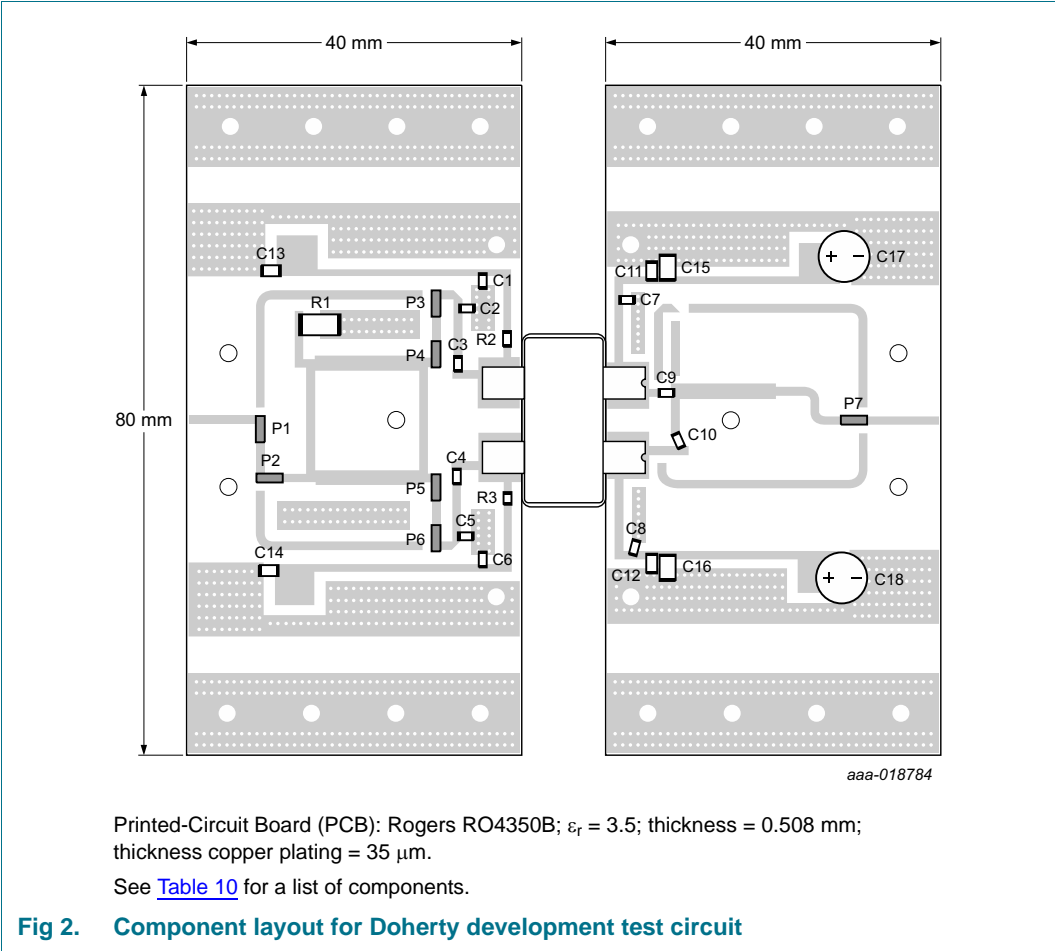 40 mm
40 mm
C17
C13
C11
C15
C1
C7
R1
P3
C2
R2
C3
P4
C9
80 mm
P1
P7
C10
P2
C4
P5
R3
C5
C8
P6
C14
C6
C12
C16
C18
aaa-018784
Printed-Circuit Board (PCB): Rogers RO4350B; εr = 3.5; thickness = 0.508 mm;
thickness copper plating = 35 μm.
See Table 10 for a list of components.
Fig 2. Component layout for Doherty development test circuit